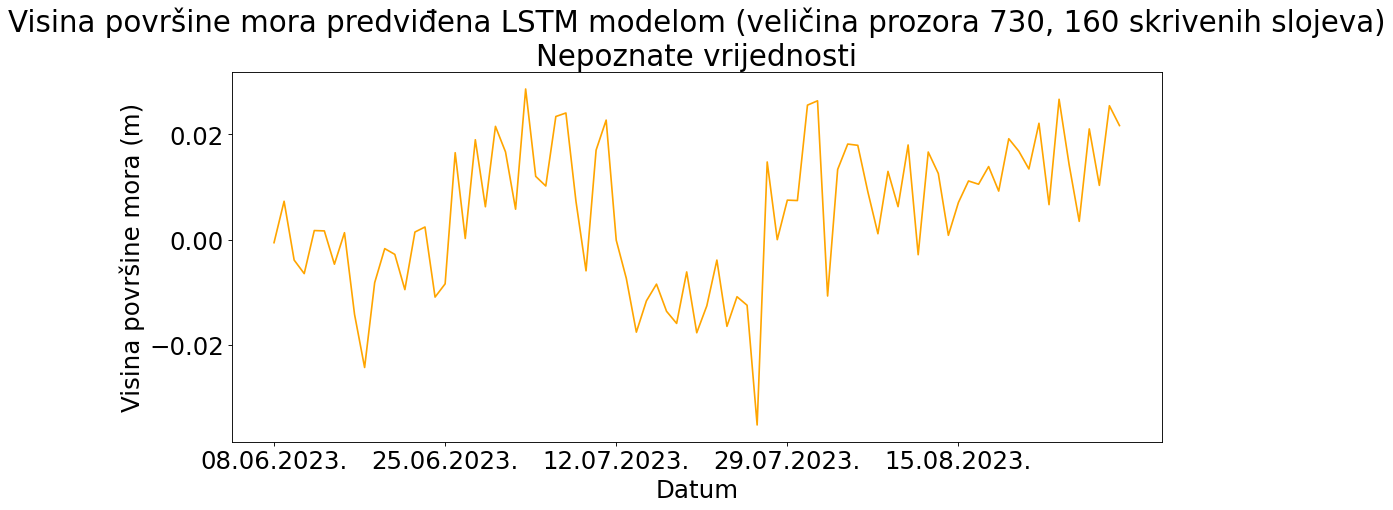 Visina površine mora predviđena LSTM modelom (veličina prozora 730, 160 skrivenih slojeva)
Nepoznate vrijednosti
Visina površine mora (m)
0.02
0.00
−0.02
08.06.2023. 25.06.2023. 12.07.2023. 29.07.2023. 15.08.2023.
Datum